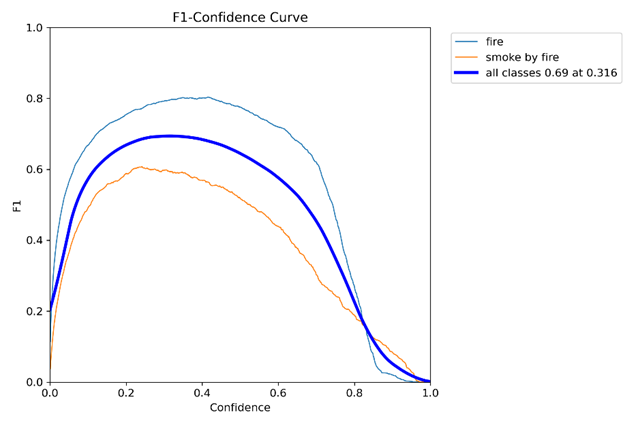 F1-Confidence Curve
fire
smoke by fire
all classes 0.69 at 0.316
1.0
0.8
0.6
0.4
0.2
0.0
F1
0.0 0.2 0.4 0.6 0.8 1.0
Confidence